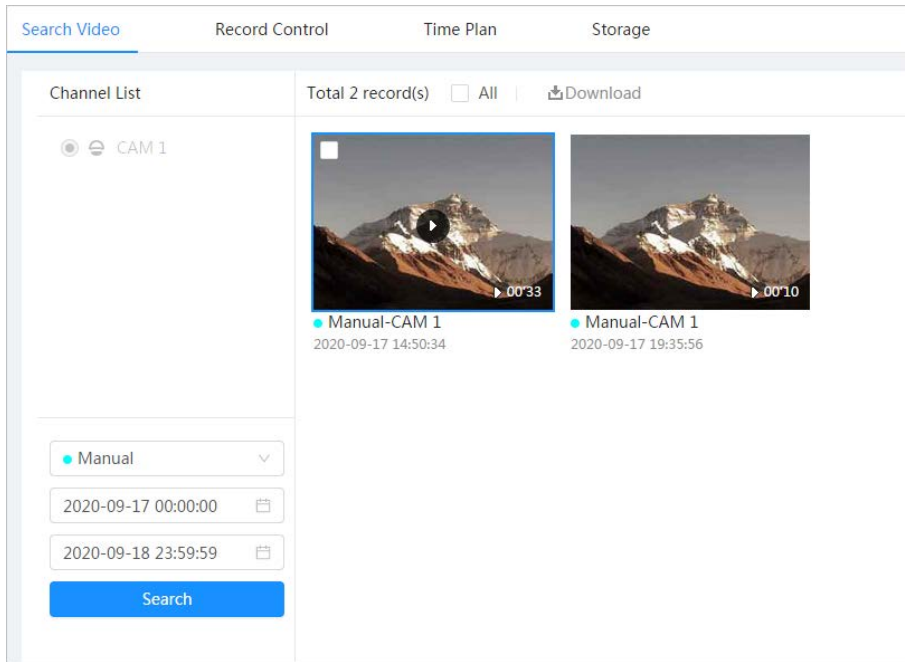 Search Video Record Control Time Plan Storage
Channel List
Total 2 record(s) All Download
CAM 1
00'33
00'10
Manual-CAM 1
2020-09-17 14:50:34
Manual-CAM 1
2020-09-17 19:35:56
Manual
2020-09-17 00:00:00
2020-09-18 23:59:59
Search